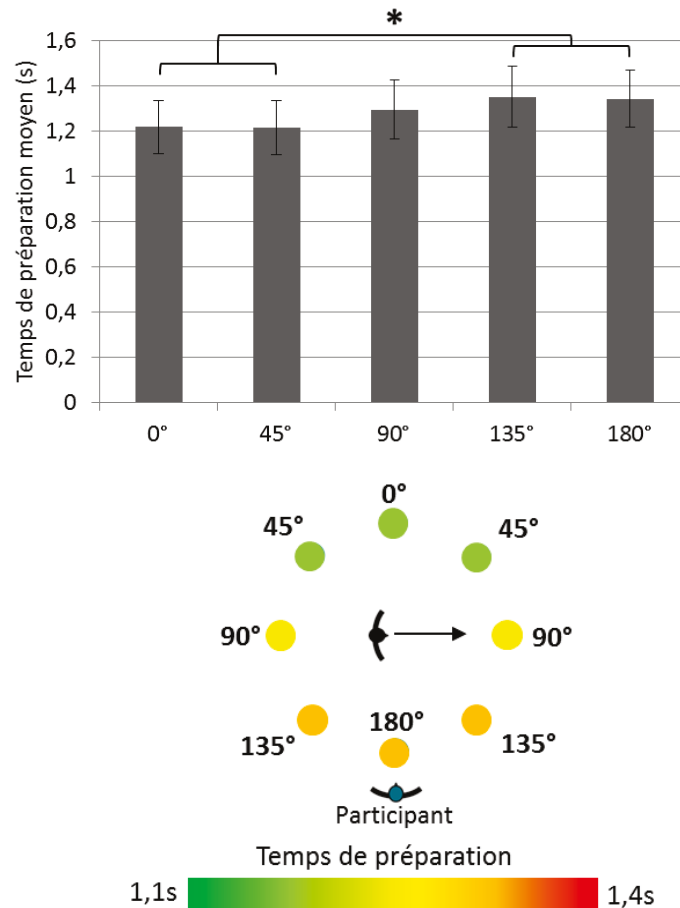 *
Temps de préparation moyen (s)
1,6
1,4
1,2
1
0,8
0,6
0,4
0,2
0
0° 45° 90° 135° 180°
0°
45° 45°
90° 90°
135° 180° 135°
Participant
Temps de préparation
1,1s 1,4s